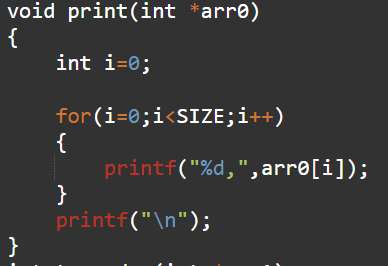 void print(int *arr0)
{
    int i=0;

    for(i=0;i<SIZE;i++)
    {
        printf("%d,",arr0[i]);
    }
    printf("\n");
}